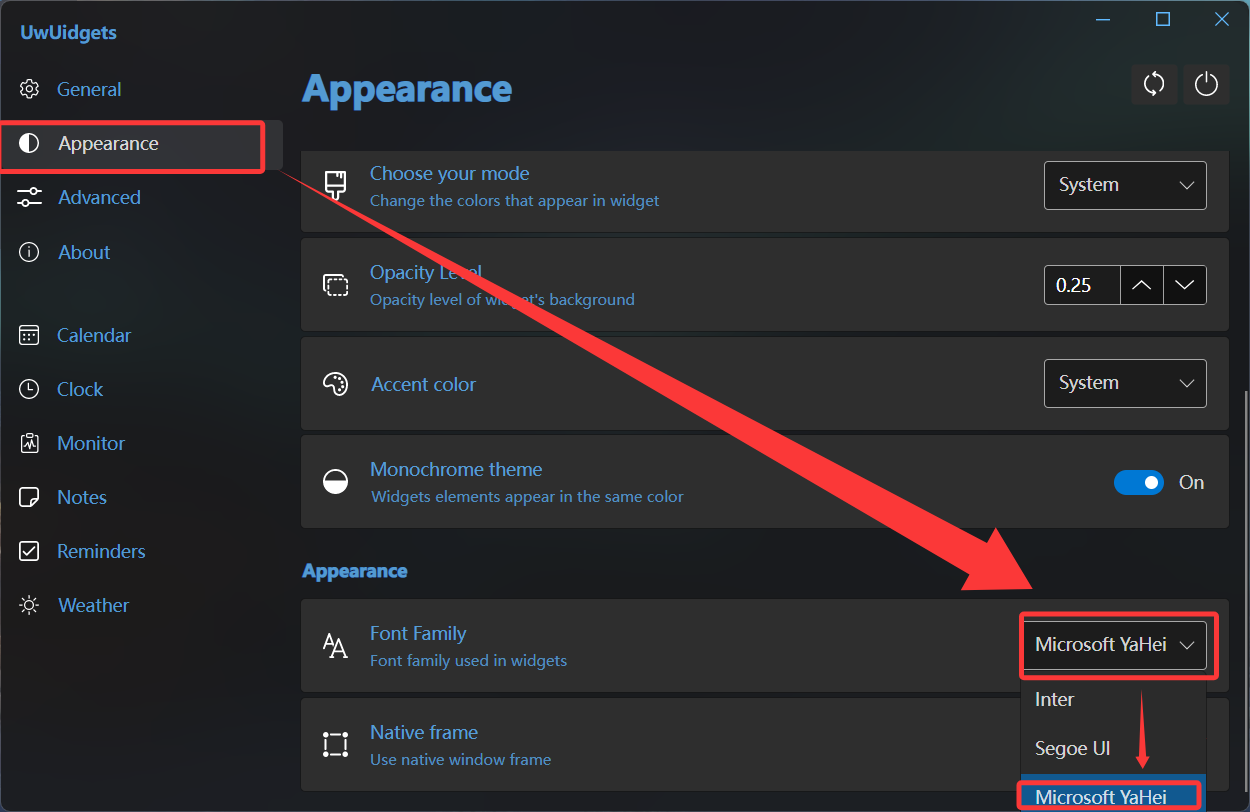 UwUidgets
General
Appearance
Advanced
About
Calendar
Clock
Monitor
Notes
Reminders
Weather
Appearance
Choose your mode
Change the colors that appear in widget
System
Opacity Level
Opacity level of widget's background
0.25
Accent color
System
Monochrome theme
Widgets elements appear in the same color
On
Appearance
Font Family
Font family used in widgets
Microsoft YaHei
Inter
Segoe UI
Microsoft YaHei
Native frame
Use native window frame